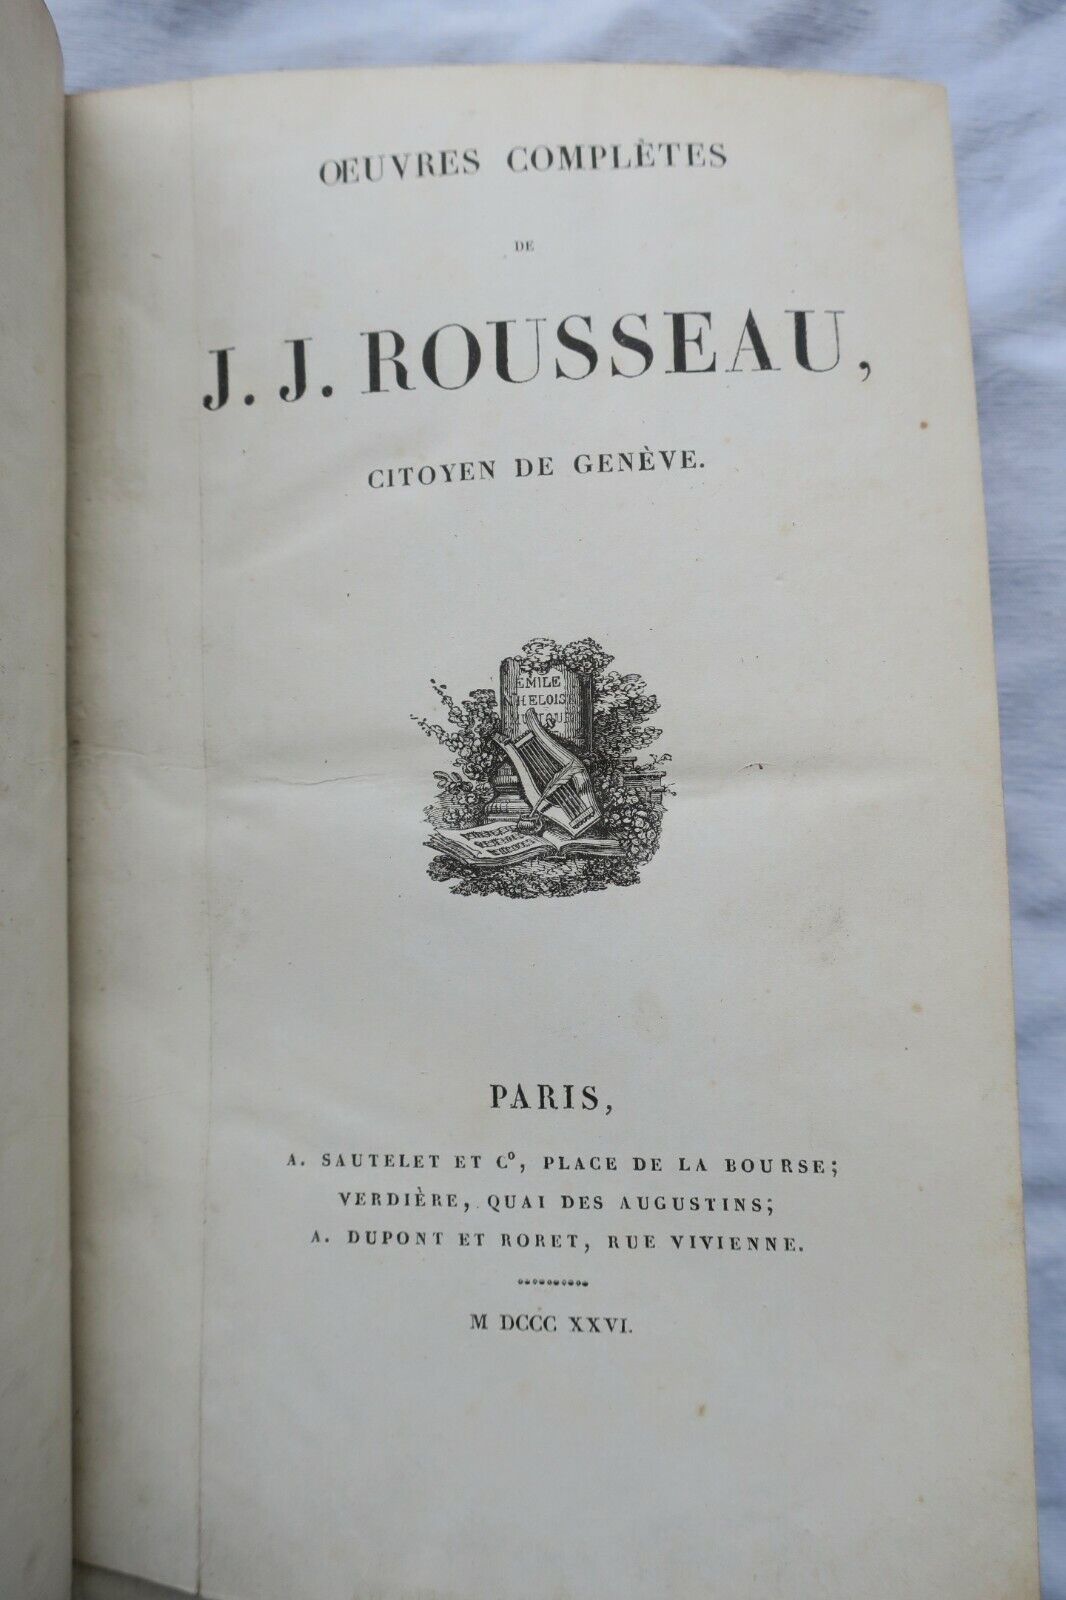 OEUVRES COMPLÈTES
DE
J. J. ROUSSEAU,
CITOYEN DE GENÈVE.
EMILE
HELOISE
PARIS,
A. SAUTELET ET Cº, PLACE DE LA BOURSE;
VERDIÈRE, QUAI DES AUGUSTINS;
A. DUPONT ET RORET, RUE VIVIENNE.
M DCCC XXVI.